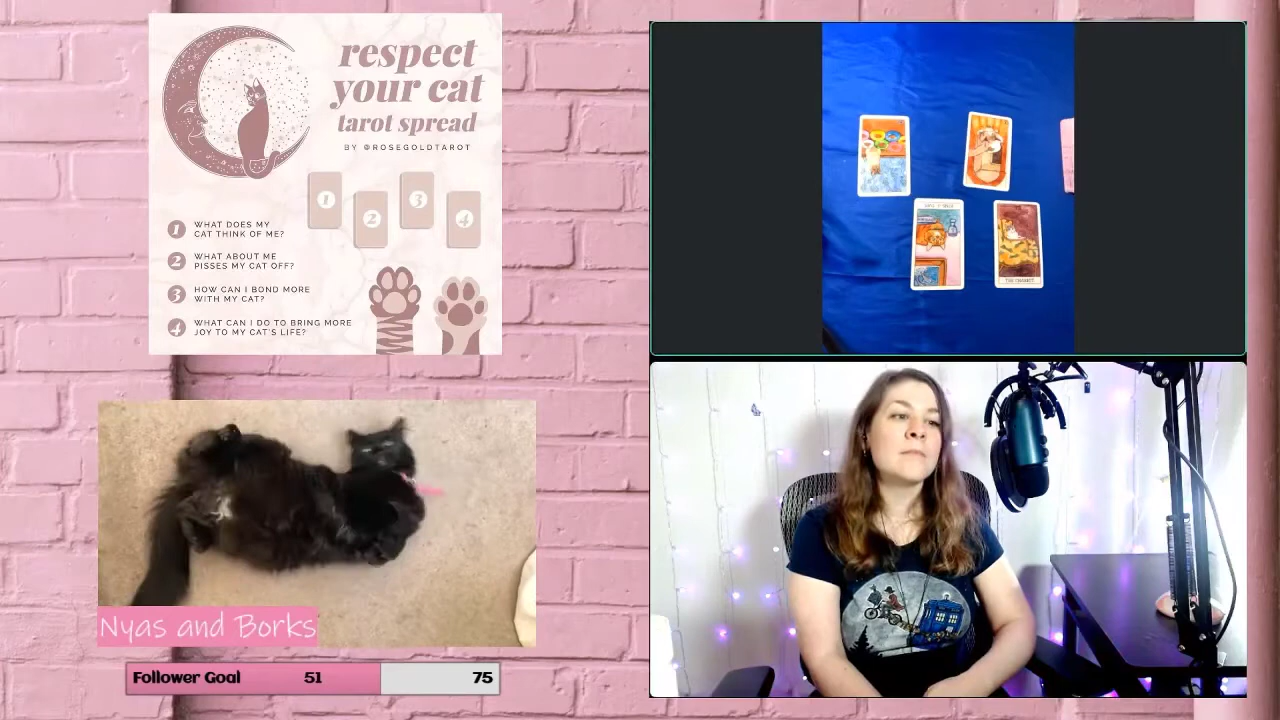 respect
your cat
tarot spread
BY @ROSEGOLDTAROT
1
2
3
4
1 WHAT DOES MY
CAT THINK OF ME?
2 WHAT ABOUT ME
PISSES MY CAT OFF?
3 HOW CAN I BOND MORE
WITH MY CAT?
4 WHAT CAN I DO TO BRING MORE
JOY TO MY CAT'S LIFE?
THE CHARIOT
Nyas and Borks
Follower Goal 51 75